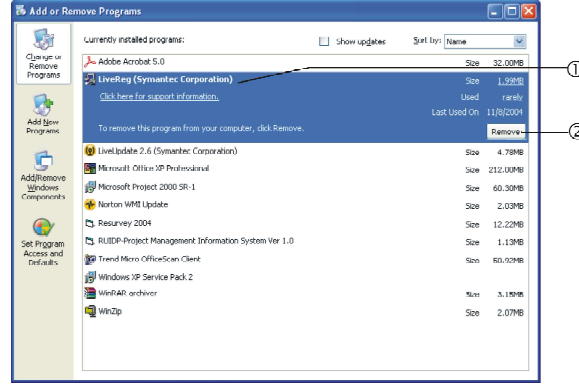 Add or Remove Programs
Change or Remove Programs
Currently installed programs:
Show updates
Sort by: Name
Adobe Acrobat 5.0 Size 32.00MB
LiveReg (Symantec Corporation) Size 1.99MB
①
Click here for support information. Used rarely
Last Used On 11/8/2004
To remove this program from your computer, click Remove. Remove
②
Add New Programs
LiveUpdate 2.6 (Symantec Corporation) Size 4.78MB
Microsoft Office XP Professional Size 212.00MB
Add/Remove Windows Components
Microsoft Project 2000 SR-1 Size 60.30MB
Norton WMI Update Size 2.03MB
Resurvey 2004 Size 12.22MB
Set Program Access and Defaults
RUIDP-Project Management Information System Ver 1.0 Size 1.13MB
Trend Micro OfficeScan Client Size 60.92MB
Windows XP Service Pack 2
WinRAR archiver Size 3.15MB
WinZip Size 2.07MB